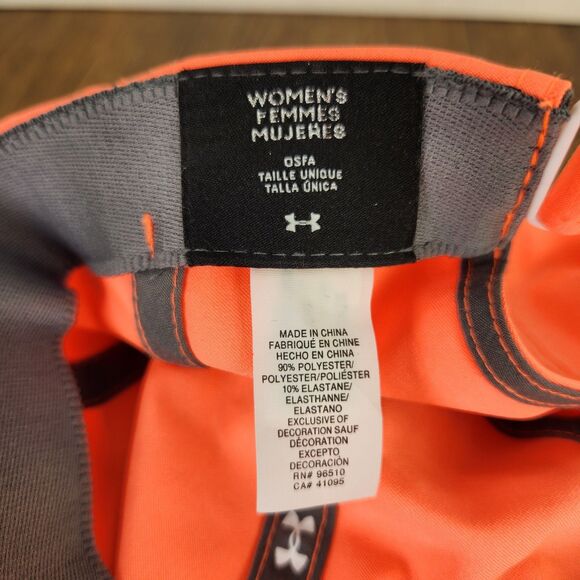 WOMEN'S
FEMMES
MUJERES
OSFA
TAILLE UNIQUE
TALLA ÚNICA
MADE IN CHINA
FABRIQUÉ EN CHINE
HECHO EN CHINA
90% POLYESTER/
POLYESTER/POLIÉSTER
10% ELASTANE/
ELASTHANNE/
ELASTANO
EXCLUSIVE OF
DECORATION SAUF
DÉCORATION
EXCEPTO
DECORACIÓN
RN# 96510
CA# 41095